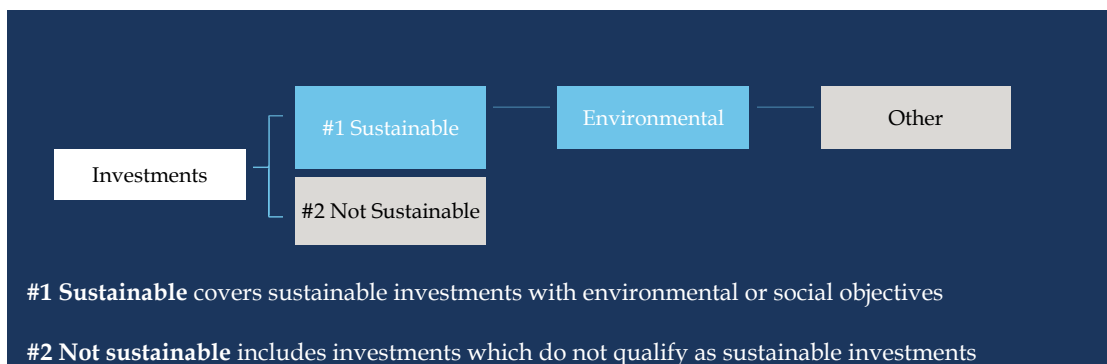 #1 Sustainable
Environmental
Other
Investments
#2 Not Sustainable
#1 Sustainable covers sustainable investments with environmental or social objectives
#2 Not sustainable includes investments which do not qualify as sustainable investments